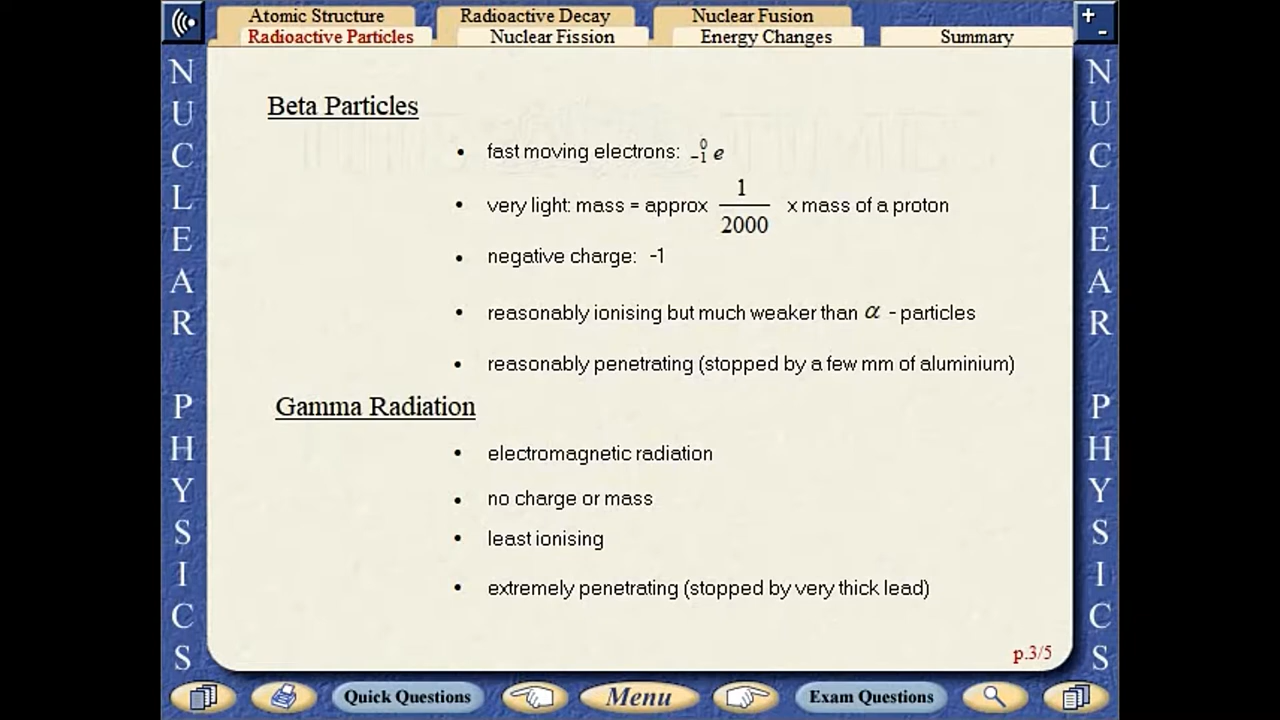 Atomic Structure
Radioactive Decay
Nuclear Fusion
Radioactive Particles
Nuclear Fission
Energy Changes
Summary
+
-
NUCLEAR PHYSICS
Beta Particles
• fast moving electrons: ⁰₋₁ e
• very light: mass = approx 1/2000 x mass of a proton
• negative charge: -1
• reasonably ionising but much weaker than α - particles
• reasonably penetrating (stopped by a few mm of aluminium)
Gamma Radiation
• electromagnetic radiation
• no charge or mass
• least ionising
• extremely penetrating (stopped by very thick lead)
p.3/5
NUCLEAR PHYSICS
Quick Questions
Menu
Exam Questions